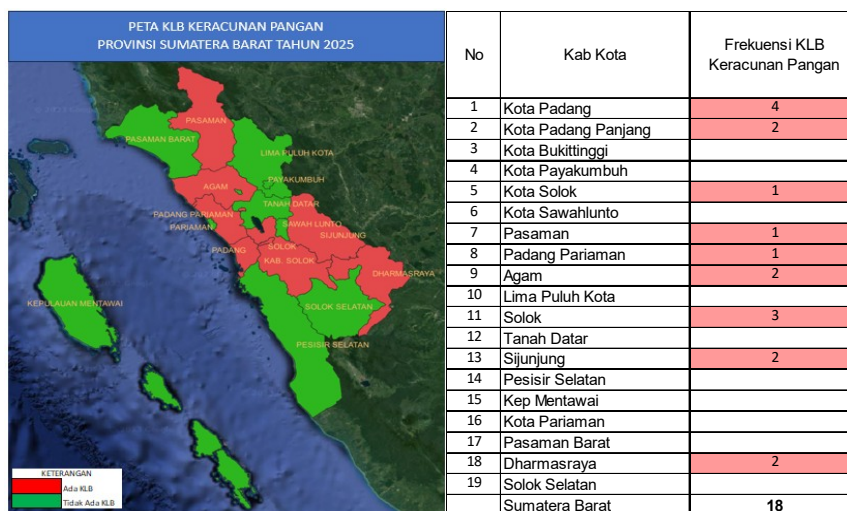 PETA KLB KERACUNAN PANGAN
PROVINSI SUMATERA BARAT TAHUN 2025
PASAMAN
PASAMAN BARAT
LIMA PULUH KOTA
PAYAKUMBUH
AGAM
TANAH DATAR
PADANG PARIAMAN
PARIAMAN
SAWAH LUNTO
SIJUNJUNG
PADANG
SOLOK
KAB. SOLOK
DHARMASRAYA
KEPULAUAN MENTAWAI
SOLOK SELATAN
PESISIR SELATAN
KETERANGAN
Ada KLB
Tidak Ada KLB
No Kab Kota Frekuensi KLB
Keracunan Pangan
1 Kota Padang 4
2 Kota Padang Panjang 2
3 Kota Bukittinggi
4 Kota Payakumbuh
5 Kota Solok 1
6 Kota Sawahlunto
7 Pasaman 1
8 Padang Pariaman 1
9 Agam 2
10 Lima Puluh Kota
11 Solok 3
12 Tanah Datar
13 Sijunjung 2
14 Pesisir Selatan
15 Kep Mentawai
16 Kota Pariaman
17 Pasaman Barat
18 Dharmasraya 2
19 Solok Selatan
Sumatera Barat 18